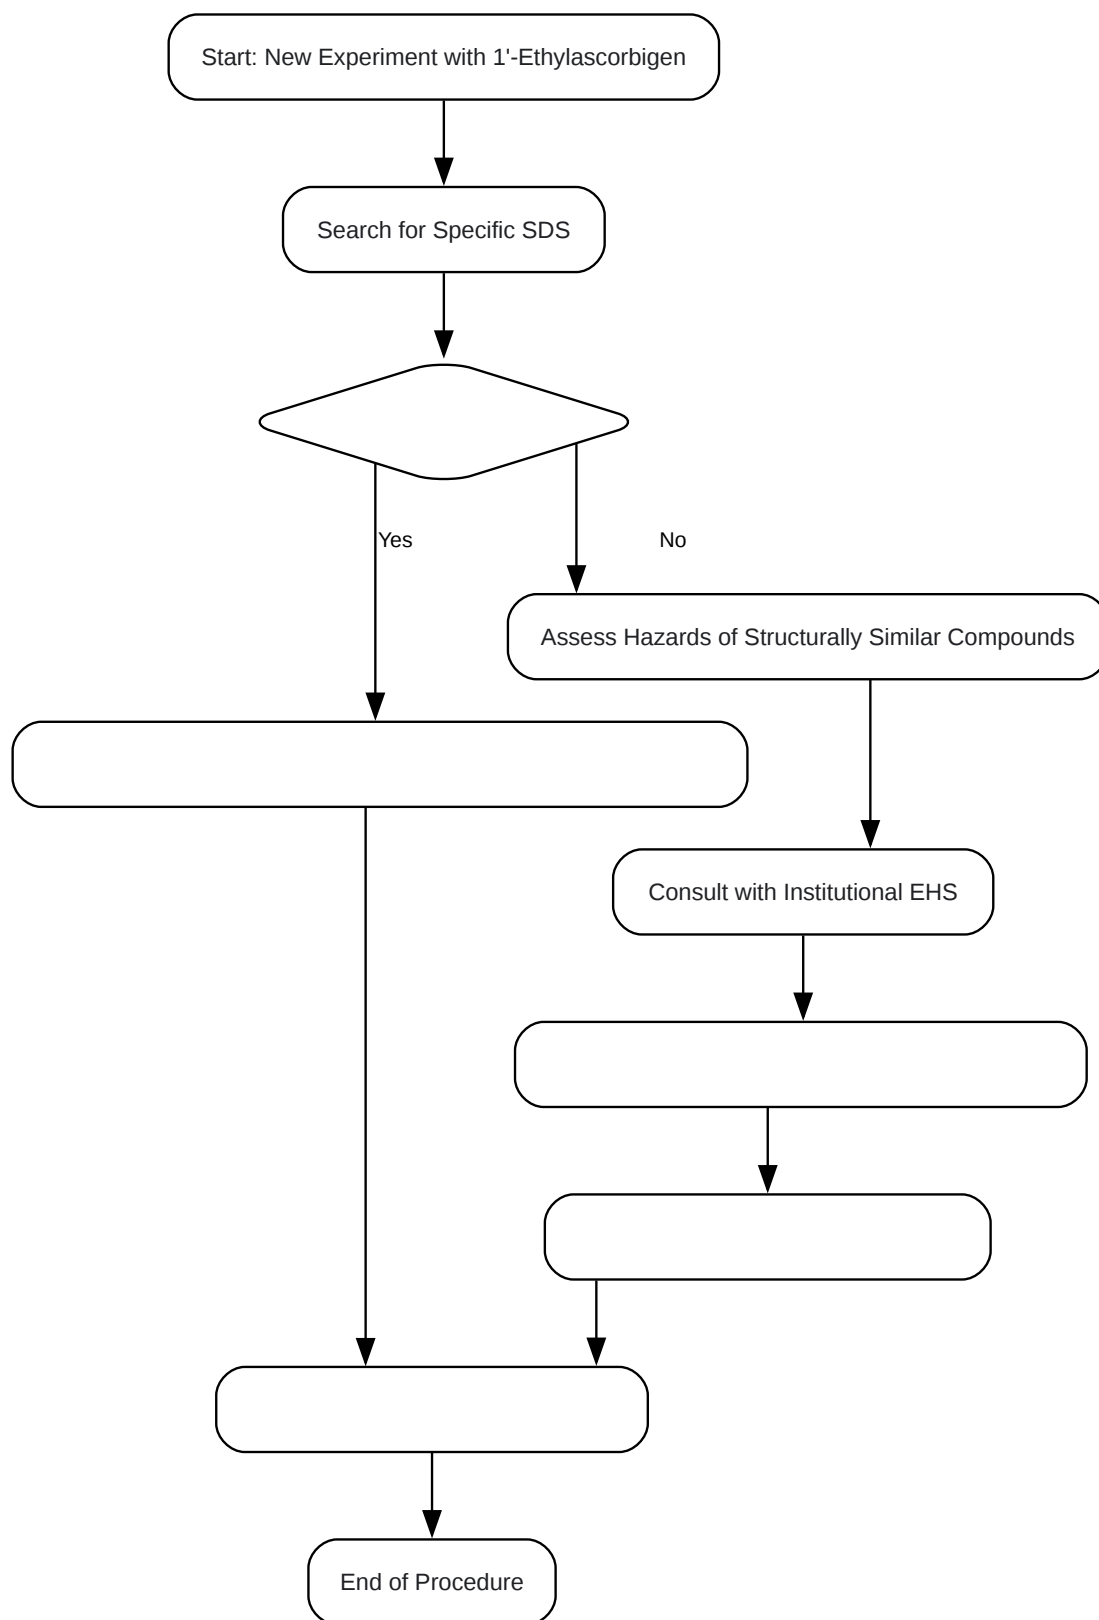 Start: New Experiment with 1'-Ethylascorbigen
Search for Specific SDS
Yes
No
Assess Hazards of Structurally Similar Compounds
Consult with Institutional EHS
End of Procedure